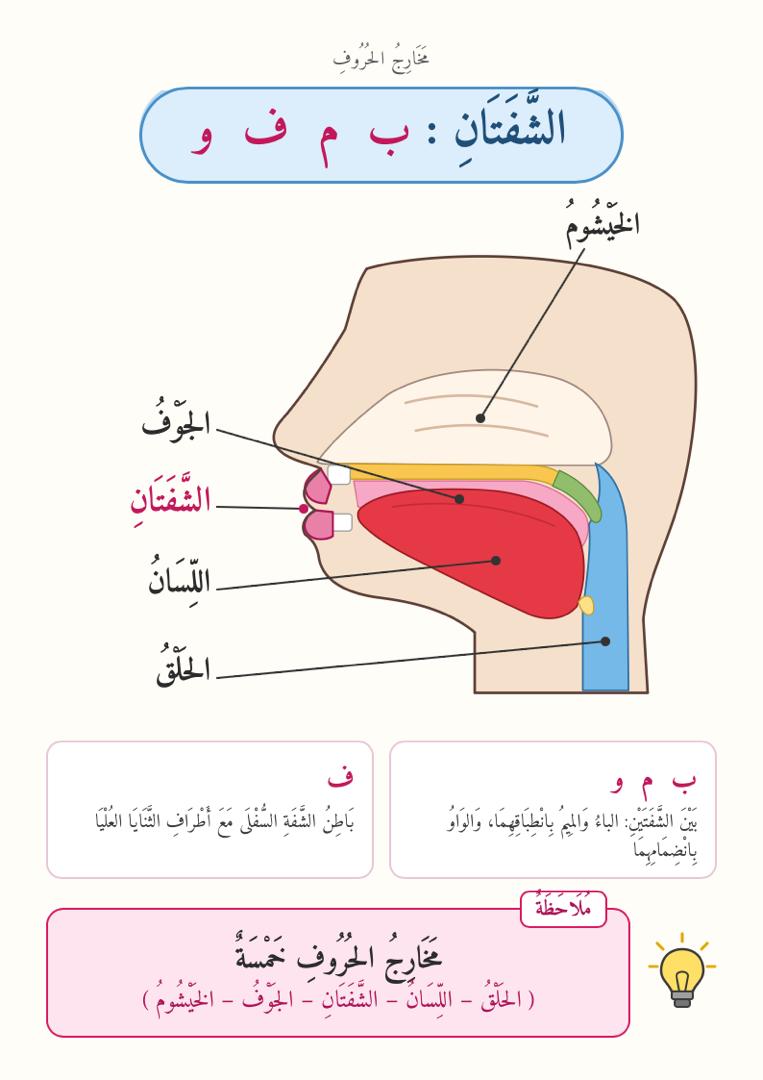 مَخَارِجُ الحُرُوفِ
الشَّفَتَانِ : ب م ف و
الخَيْشُومُ
الجَوْفُ
الشَّفَتَانِ
اللِّسَانُ
الحَلْقُ
ب م و
بَيْنَ الشَّفَتَيْنِ: الباءُ وَالمِيمُ بِانْطِبَاقِهِمَا، وَالوَاوُ
بِانْضِمَامِهِمَا
ف
بَاطِنُ الشَّفَةِ السُّفْلَى مَعَ أَطْرَافِ الثَّنَايَا العُلْيَا
مُلَاحَظَةٌ
مَخَارِجُ الحُرُوفِ خَمْسَةٌ
( الحَلْقُ – اللِّسَانُ – الشَّفَتَانِ – الجَوْفُ – الخَيْشُومُ )